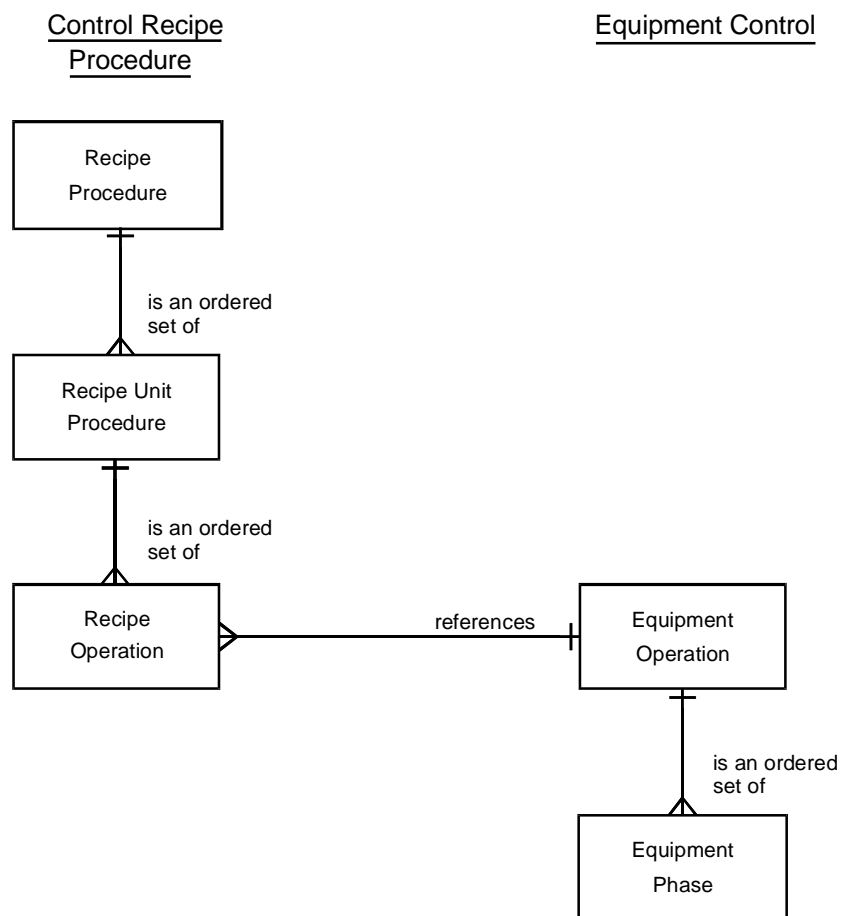 Control Recipe
Procedure
Equipment Control
Recipe
Procedure
is an ordered
set of
Recipe Unit
Procedure
is an ordered
set of
Recipe
Operation
references
Equipment
Operation
is an ordered
set of
Equipment
Phase